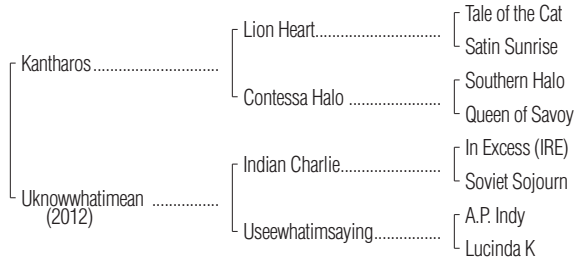 Tale of the Cat
Lion Heart
Satin Sunrise
Kantharos
Southern Halo
Contessa Halo
Queen of Savoy
In Excess (IRE)
Indian Charlie
Soviet Sojourn
Uknowwhatimean
(2012)
A.P. Indy
Useewhatimsaying
Lucinda K